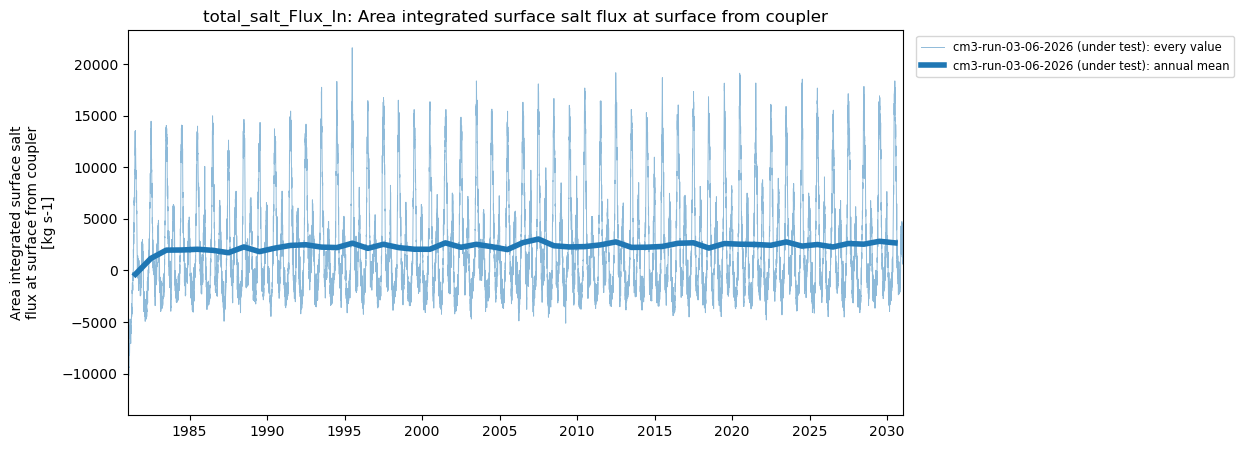 total_salt_Flux_In: Area integrated surface salt flux at surface from coupler
cm3-run-03-06-2026 (under test): every value
cm3-run-03-06-2026 (under test): annual mean
Area integrated surface salt
flux at surface from coupler
[kg s-1]
20000
15000
10000
5000
0
−5000
−10000
1985
1990
1995
2000
2005
2010
2015
2020
2025
2030